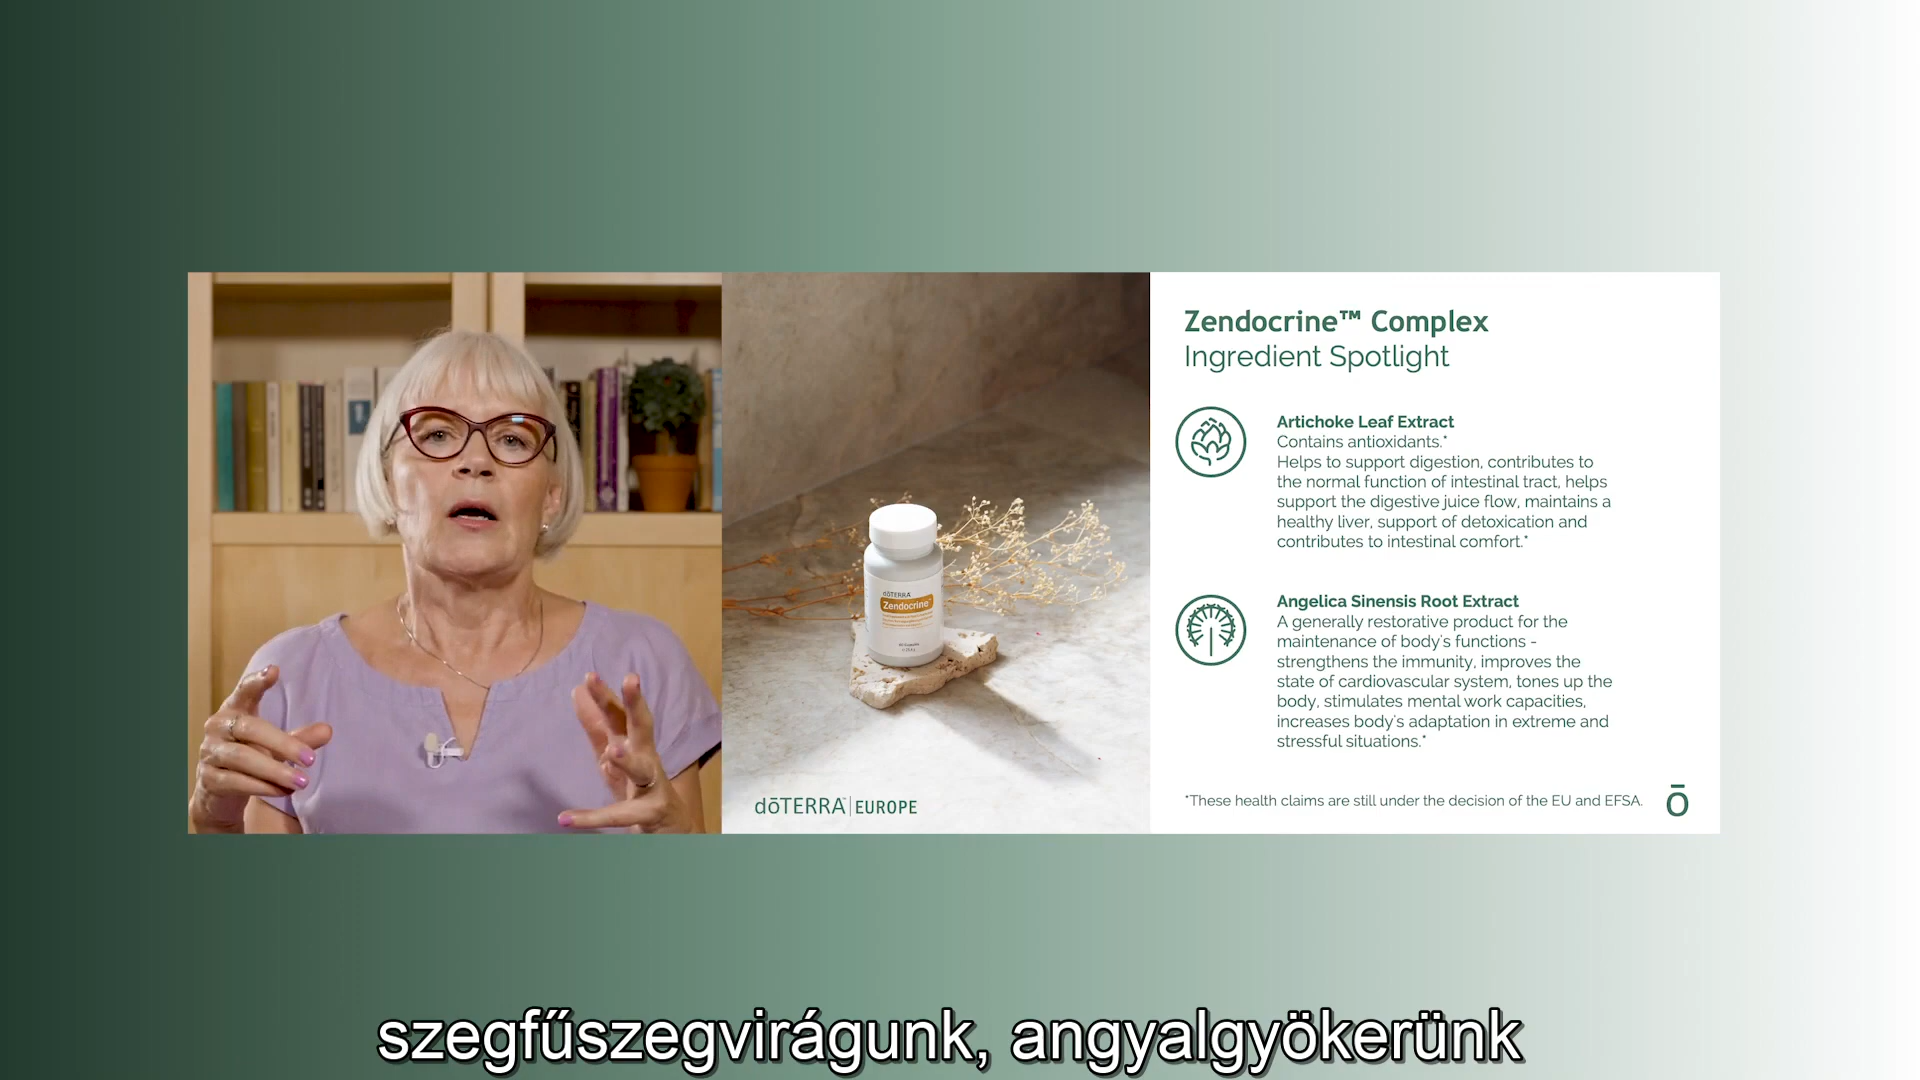 Zendocrine™ Complex
Ingredient Spotlight
Artichoke Leaf Extract
Contains antioxidants.*
Helps to support digestion, contributes to
the normal function of intestinal tract, helps
support the digestive juice flow, maintains a
healthy liver, support of detoxication and
contributes to intestinal comfort.*
Angelica Sinensis Root Extract
A generally restorative product for the
maintenance of body's functions -
strengthens the immunity, improves the
state of cardiovascular system, tones up the
body, stimulates mental work capacities,
increases body's adaptation in extreme and
stressful situations.*
*These health claims are still under the decision of the EU and EFSA.
ō
dōTERRA
Zendocrine™
dōTERRA™ EUROPE
szegfűszegvirágunk, angyalgyökerünk